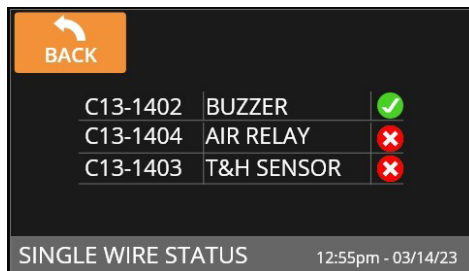 BACK
C13-1402 BUZZER
C13-1404 AIR RELAY
C13-1403 T&H SENSOR
SINGLE WIRE STATUS 12:55pm - 03/14/23